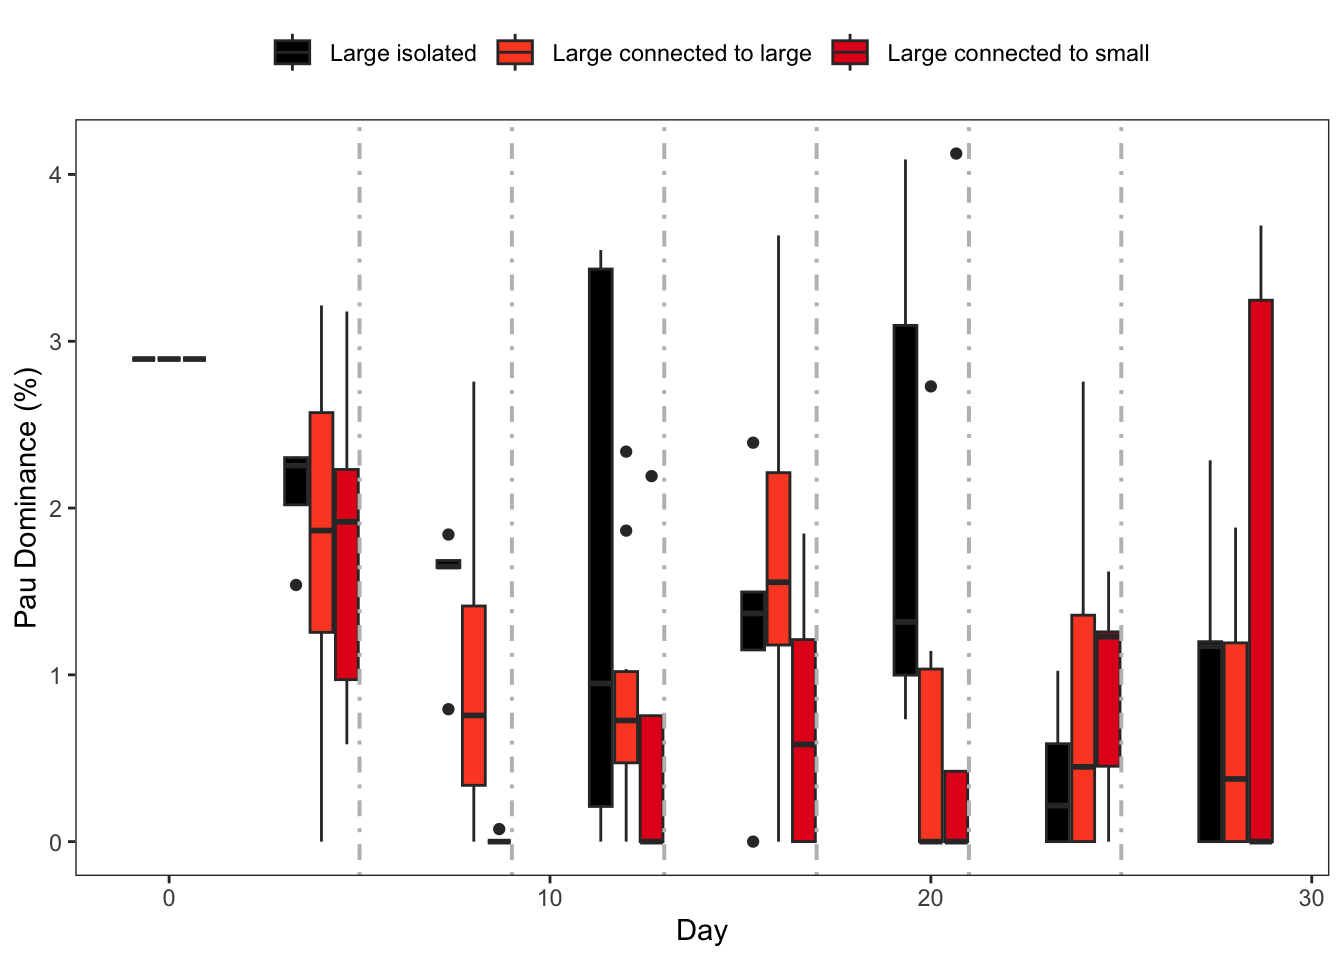 Large isolated Large connected to large Large connected to small
Pau Dominance (%)
4
3
2
1
0
0 10 20 30
Day